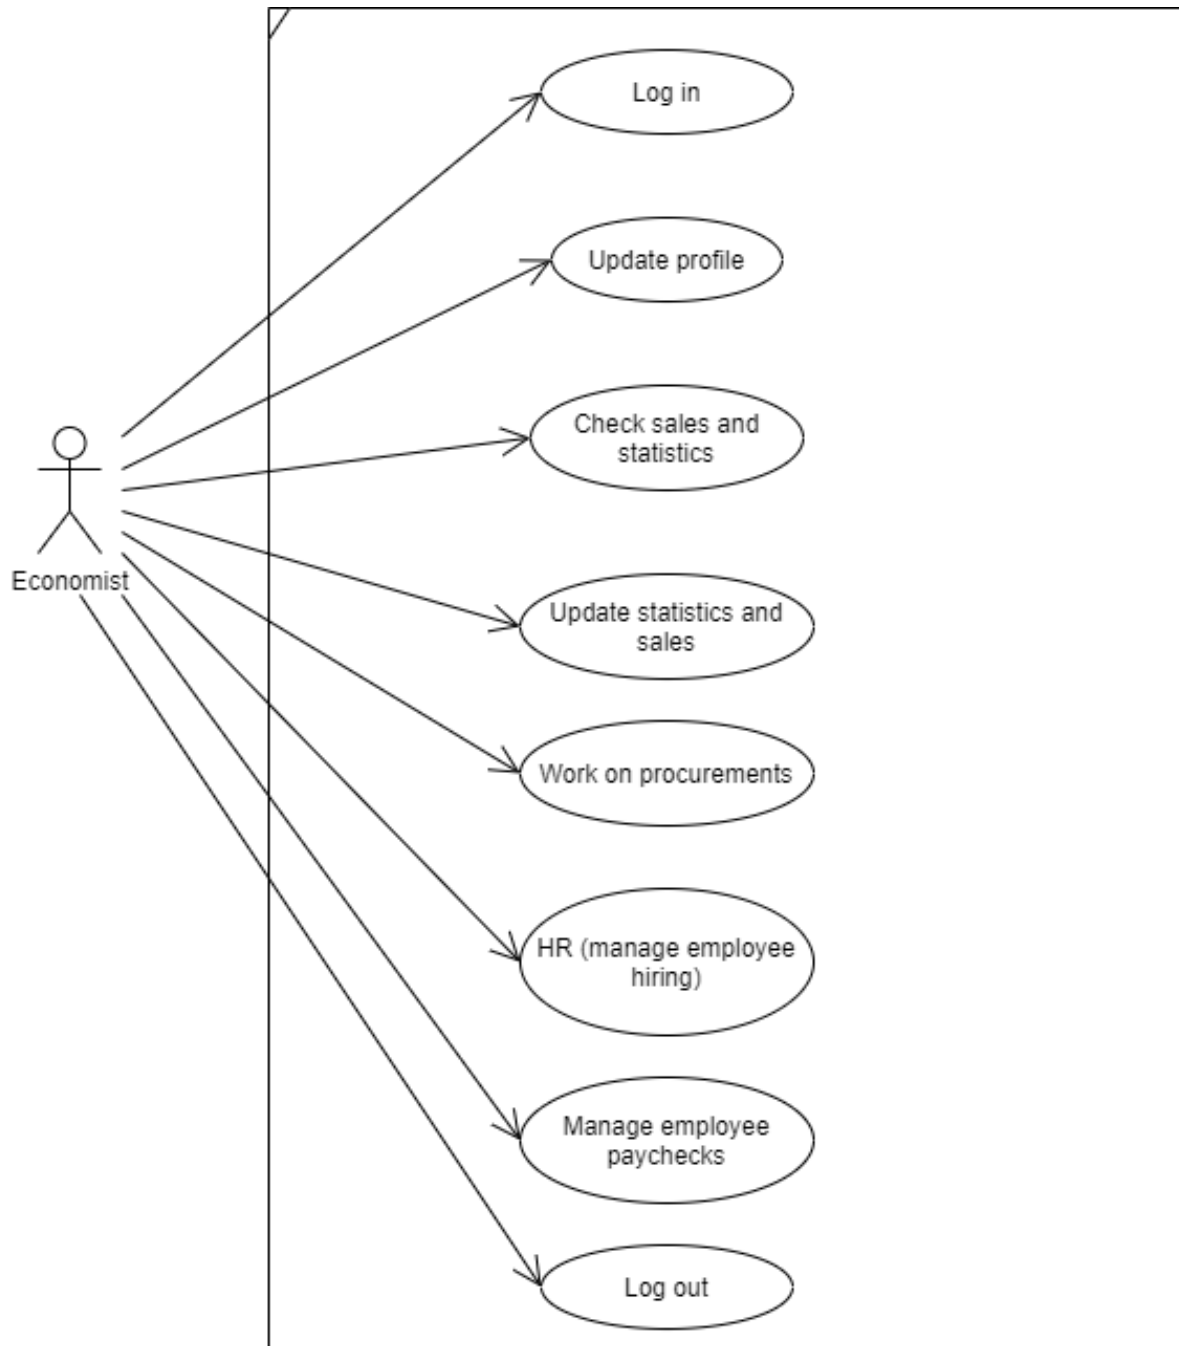 Log in
Update profile
Check sales and
statistics
Economist
Update statistics and
sales
Work on procurements
HR (manage employee
hiring)
Manage employee
paychecks
Log out